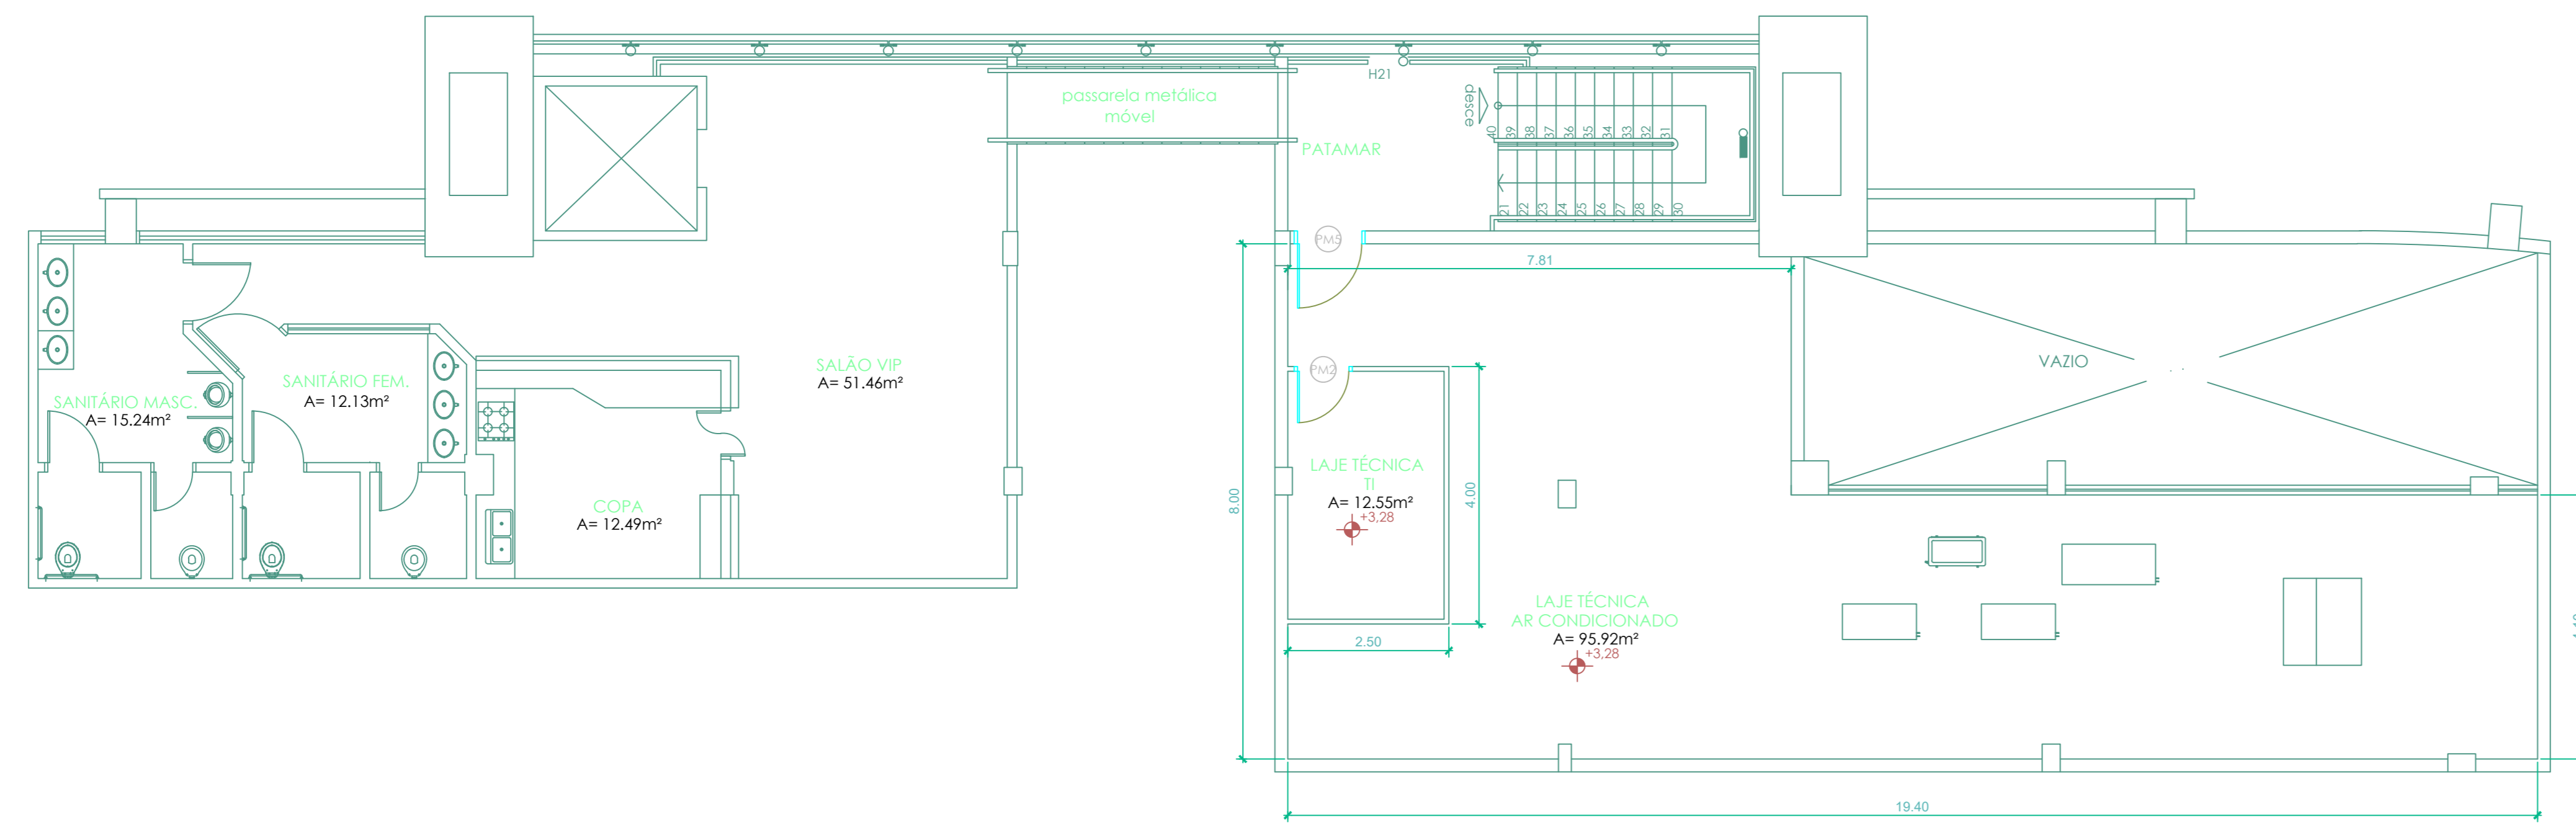 passarela metálica
móvel
H21
desce
PATAMAR
40
39
38
37
36
35
34
33
32
31
21
22
23
24
25
26
27
28
29
30
PM5
7.81
SALÃO VIP
A= 51.46m²
SANITÁRIO FEM.
A= 12.13m²
SANITÁRIO MASC.
A= 15.24m²
PM2
VAZIO
LAJE TÉCNICA
TI
A= 12.55m²
+3,28
8.00
4.00
COPA
A= 12.49m²
2.50
LAJE TÉCNICA
AR CONDICIONADO
A= 95.92m²
+3,28
19.40